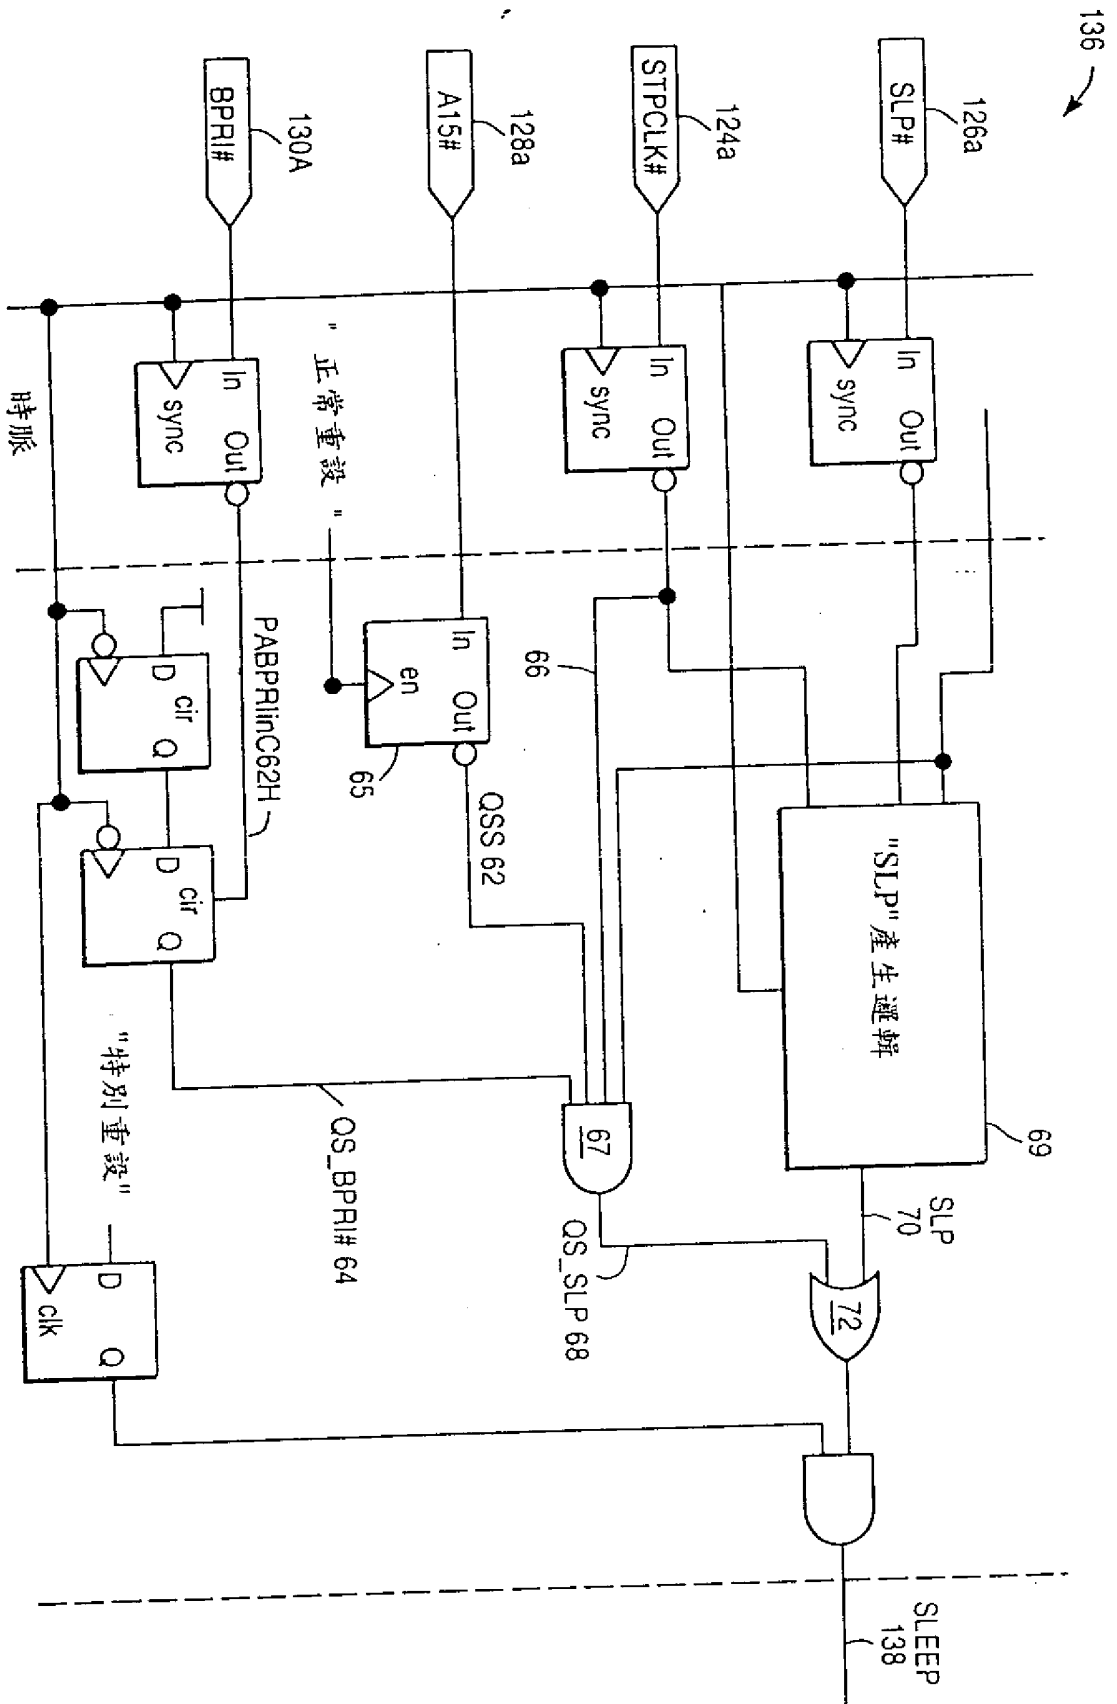 136
SLP#
126a
STPCLK#
124a
A15#
128a
BPRI#
130A
In
Out
sync
In
Out
sync
"正常重設"
In
Out
sync
時脈
"SLP"產生邏輯
69
SLP
70
66
In
Out
en
65
QSS 62
67
QS_SLP 68
72
PABPRIinC62H
D
clr
Q
D
clr
Q
QS_BPRI# 64
"特別重設"
D
Q
clk
SLEEP
138